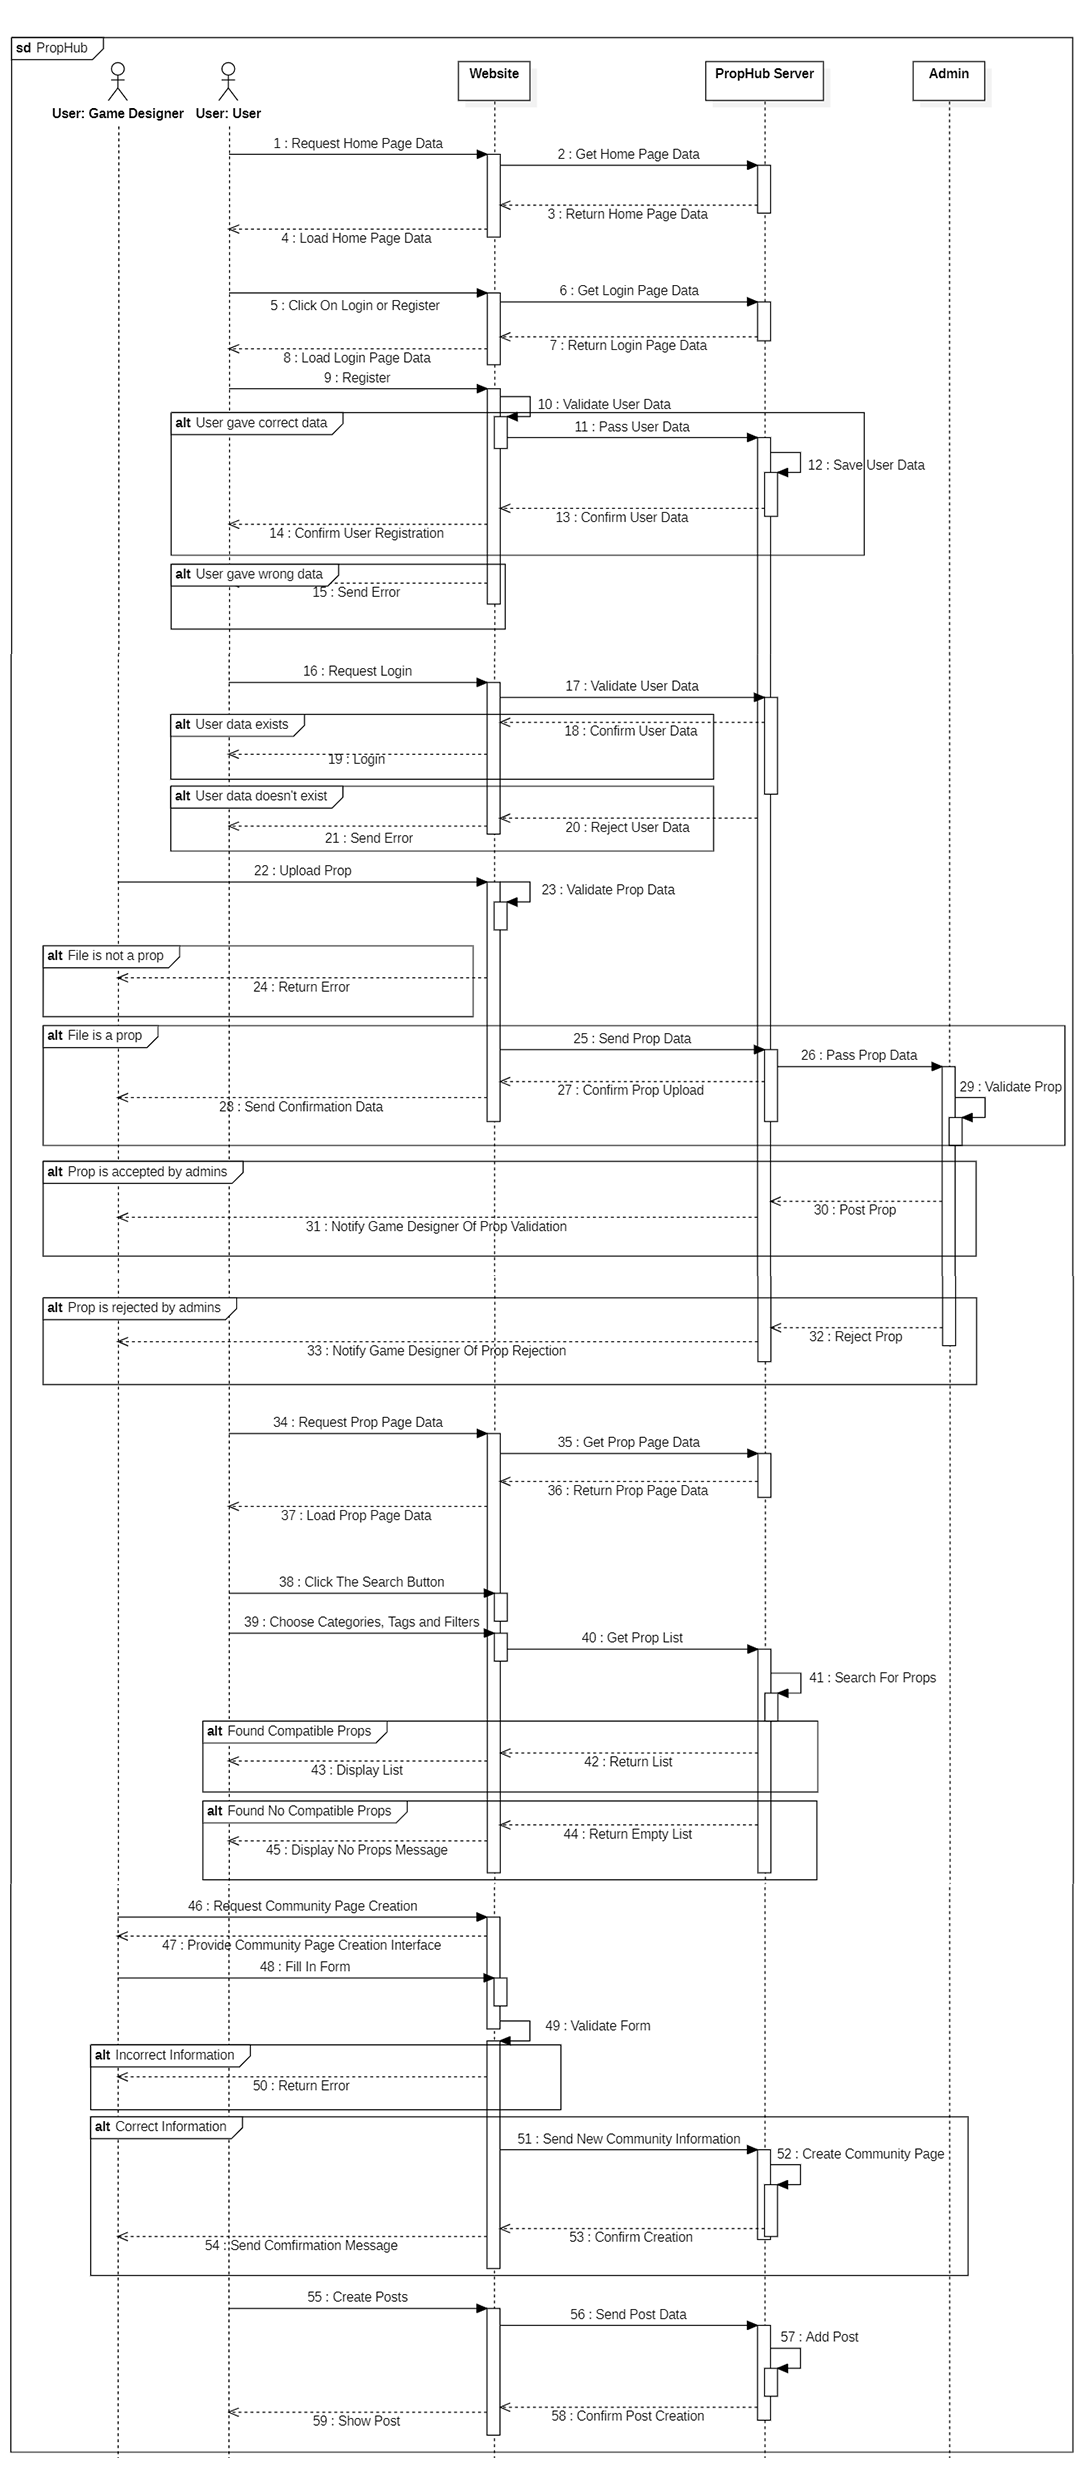 sd PropHub
User: Game Designer
User: User
Website
PropHub Server
Admin
1 : Request Home Page Data
2 : Get Home Page Data
3 : Return Home Page Data
4 : Load Home Page Data
5 : Click On Login or Register
6 : Get Login Page Data
7 : Return Login Page Data
8 : Load Login Page Data
9 : Register
10 : Validate User Data
alt User gave correct data
11 : Pass User Data
12 : Save User Data
13 : Confirm User Data
14 : Confirm User Registration
alt User gave wrong data
15 : Send Error
16 : Request Login
17 : Validate User Data
alt User data exists
18 : Confirm User Data
19 : Login
alt User data doesn't exist
20 : Reject User Data
21 : Send Error
22 : Upload Prop
23 : Validate Prop Data
alt File is not a prop
24 : Return Error
alt File is a prop
25 : Send Prop Data
26 : Pass Prop Data
27 : Confirm Prop Upload
28 : Send Confirmation Data
29 : Validate Prop
alt Prop is accepted by admins
30 : Post Prop
31 : Notify Game Designer Of Prop Validation
alt Prop is rejected by admins
32 : Reject Prop
33 : Notify Game Designer Of Prop Rejection
34 : Request Prop Page Data
35 : Get Prop Page Data
36 : Return Prop Page Data
37 : Load Prop Page Data
38 : Click The Search Button
39 : Choose Categories, Tags and Filters
40 : Get Prop List
41 : Search For Props
alt Found Compatible Props
42 : Return List
43 : Display List
alt Found No Compatible Props
44 : Return Empty List
45 : Display No Props Message
46 : Request Community Page Creation
47 : Provide Community Page Creation Interface
48 : Fill In Form
49 : Validate Form
alt Incorrect Information
50 : Return Error
alt Correct Information
51 : Send New Community Information
52 : Create Community Page
53 : Confirm Creation
54 : Send Comfirmation Message
55 : Create Posts
56 : Send Post Data
57 : Add Post
58 : Confirm Post Creation
59 : Show Post